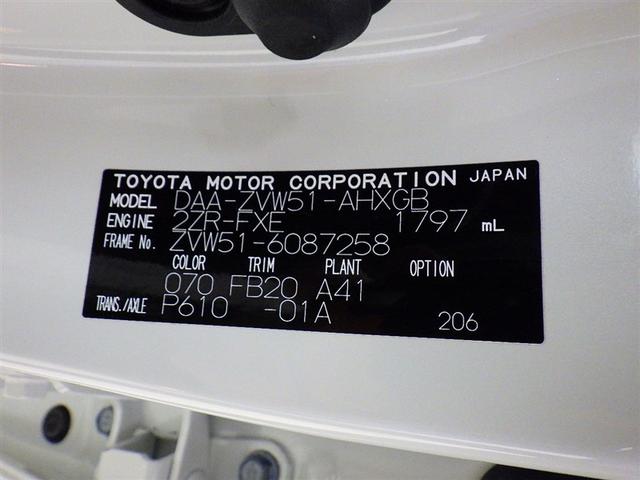 TOYOTA MOTOR CORPORATION JAPAN
MODEL DAA-ZVW51-AHXGB
ENGINE 2ZR-FXE 1797 mL
FRAME No. ZVW51-6087258
COLOR TRIM PLANT OPTION
070 FB20 A41
TRANS./AXLE P610 -01A
206